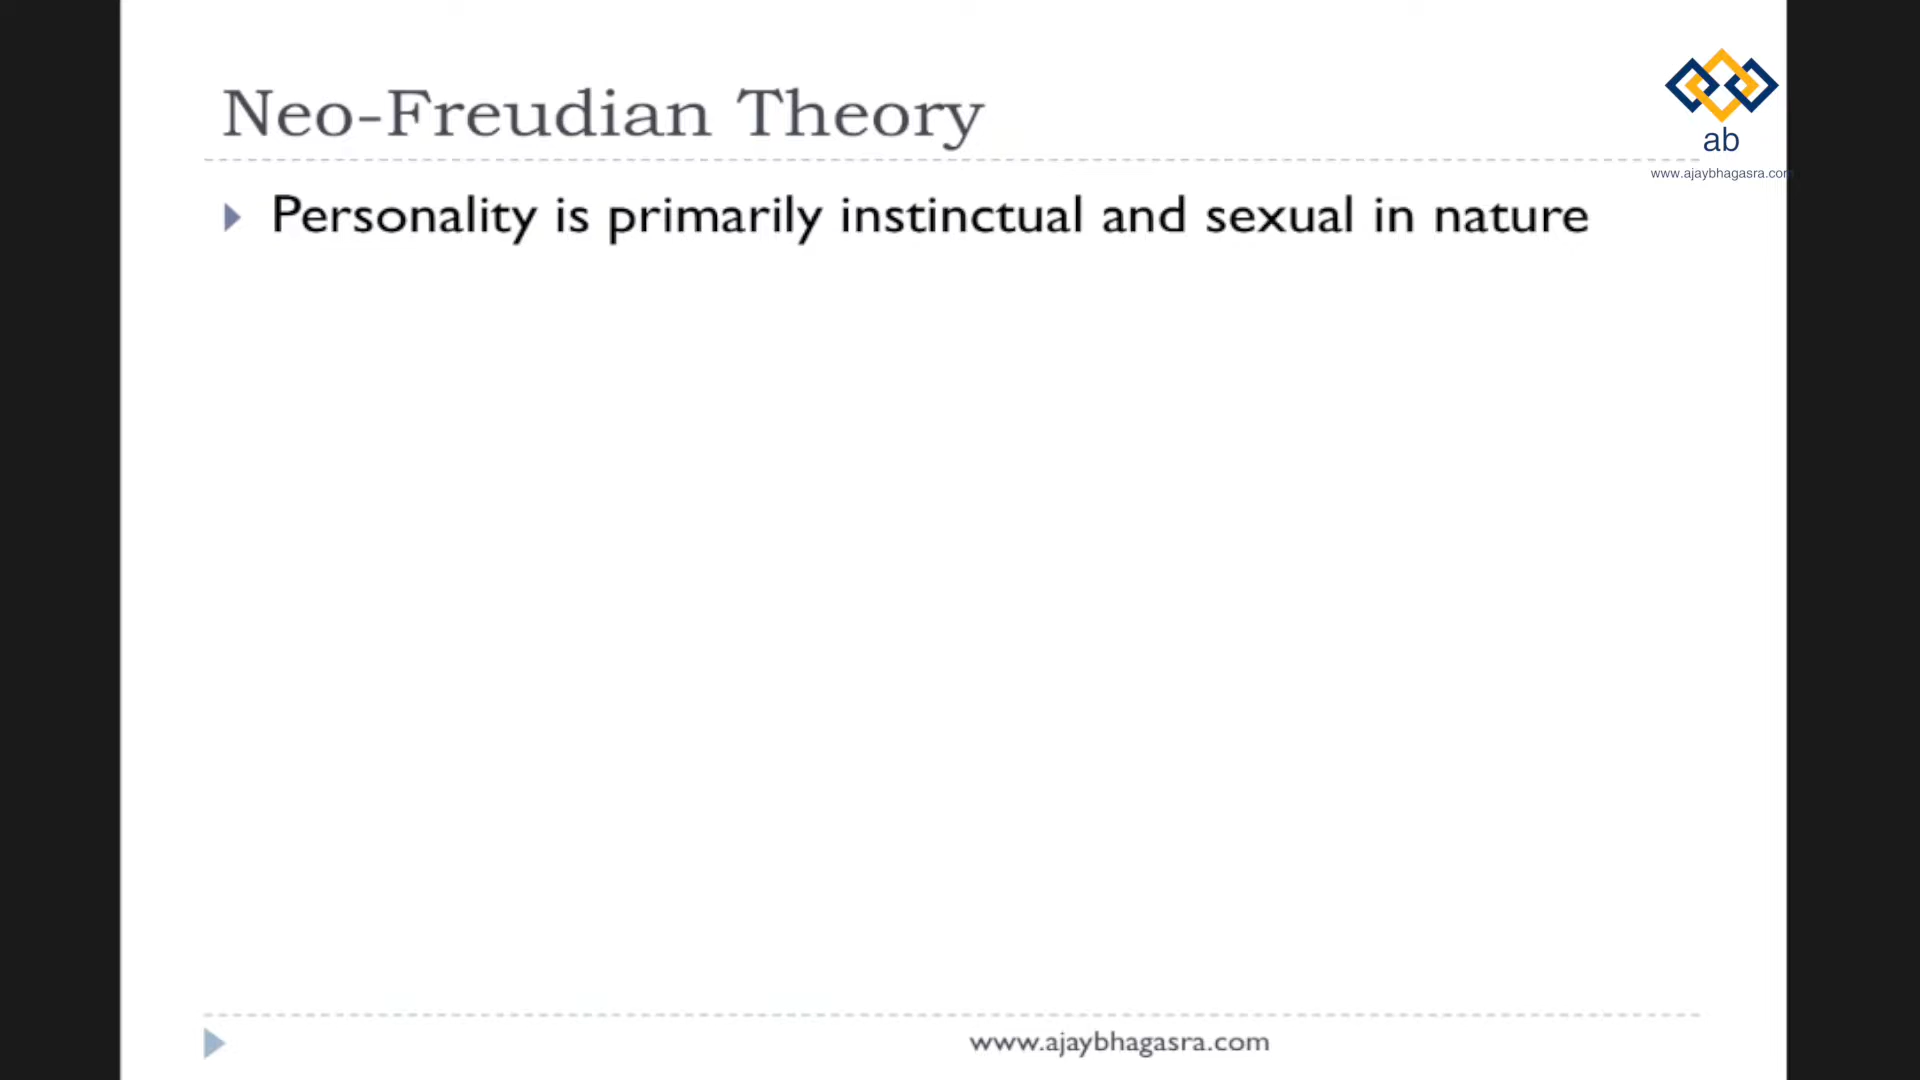 Neo-Freudian Theory
ab
www.ajaybhagasra.com
Personality is primarily instinctual and sexual in nature
www.ajaybhagasra.com